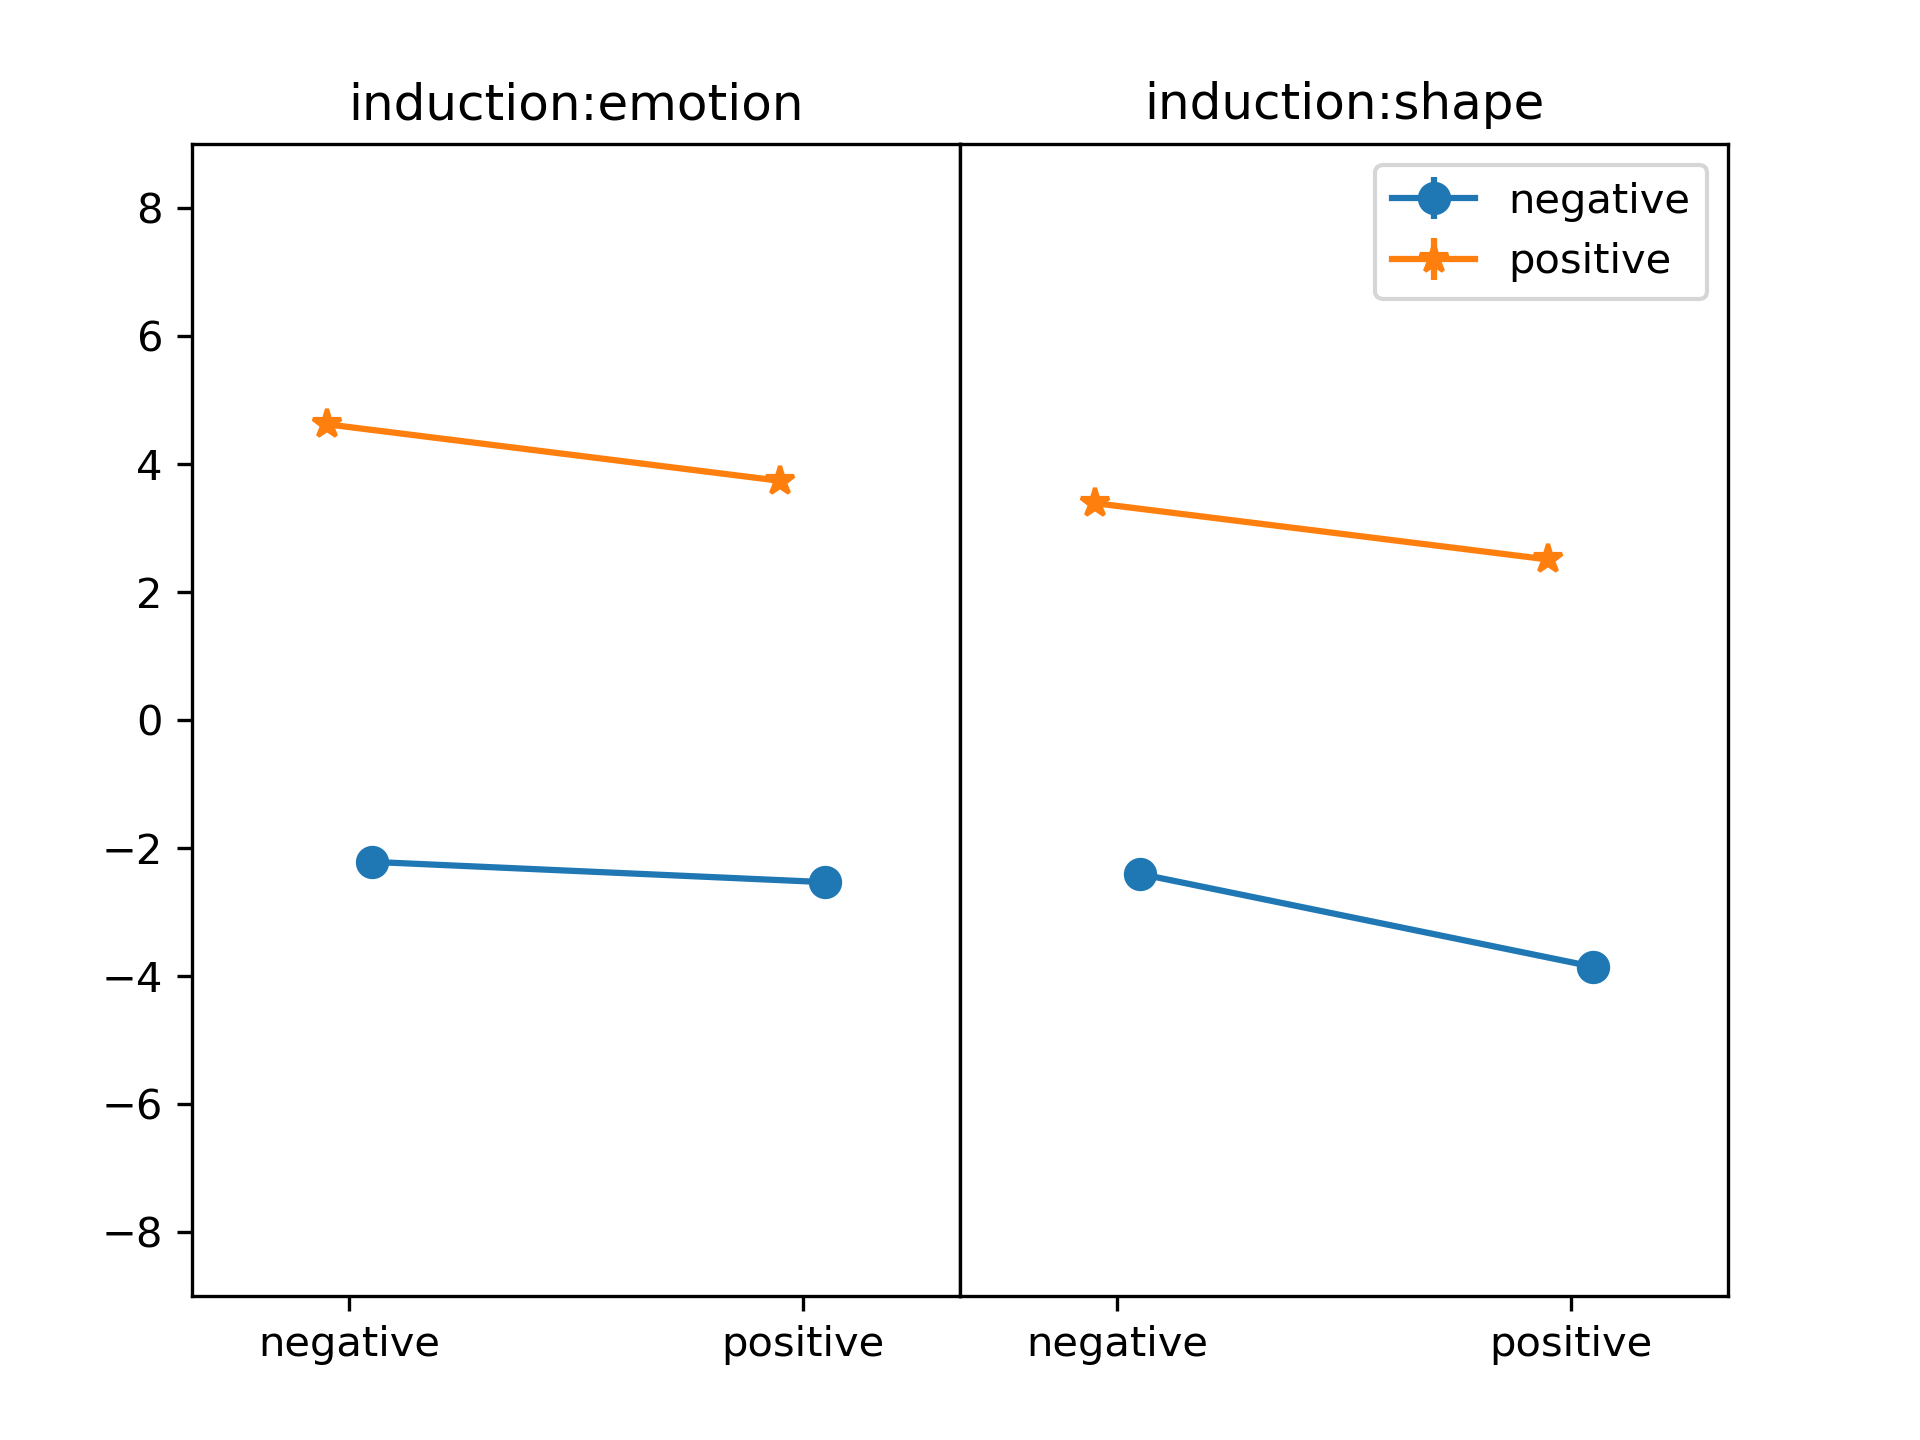 induction:emotion
induction:shape
negative
positive
8
6
4
2
0
−2
−4
−6
−8
negative
positive
negative
positive